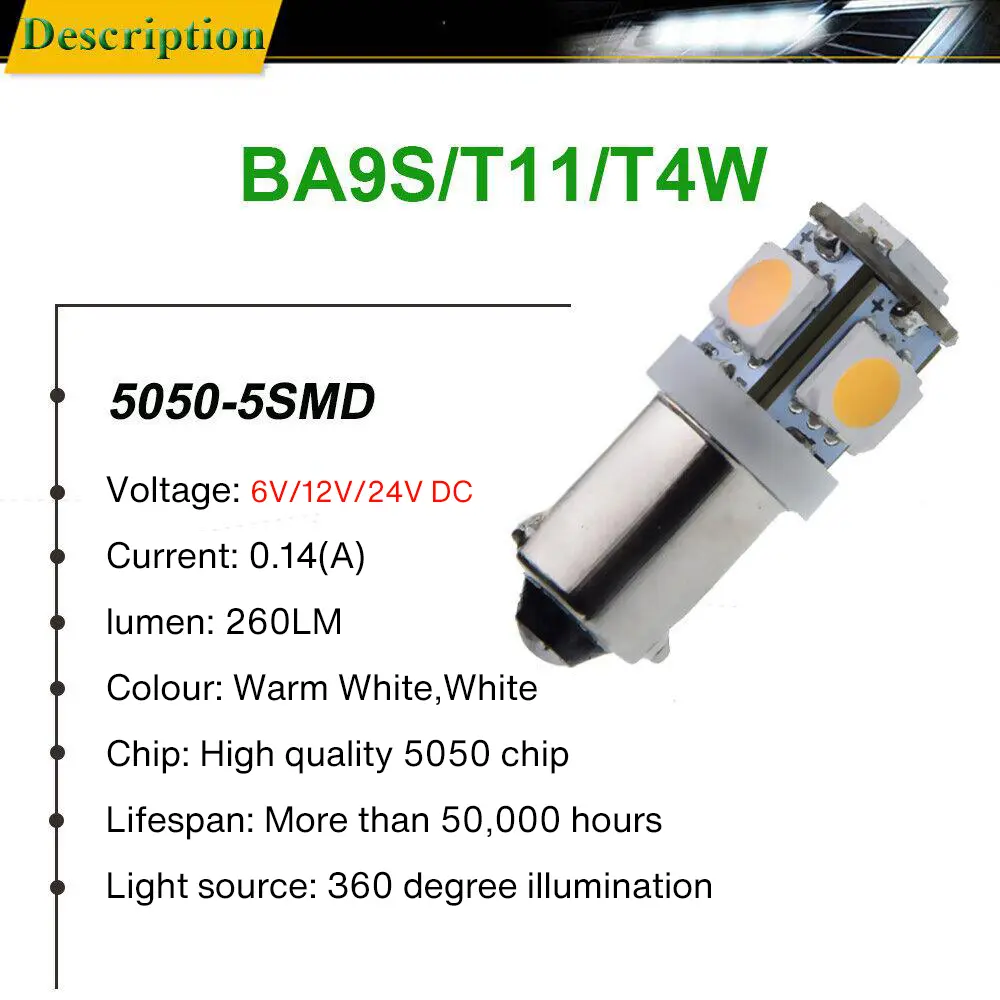 Description
BA9S/T11/T4W
5050-5SMD
Voltage: 6V/12V/24V DC
Current: 0.14(A)
lumen: 260LM
Colour: Warm White,White
Chip: High quality 5050 chip
Lifespan: More than 50,000 hours
Light source: 360 degree illumination